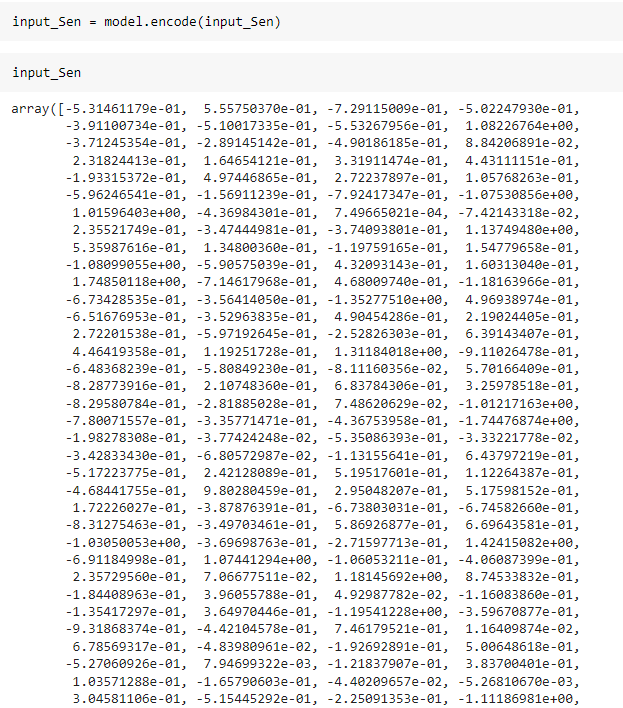 input_Sen = model.encode(input_Sen)
input_Sen
array([-5.31461179e-01,  5.55750370e-01, -7.29115009e-01, -5.02247930e-01,
-3.91100734e-01, -5.10017335e-01, -5.53267956e-01,  1.08226764e+00,
-3.71245354e-01, -2.89145142e-01, -4.90186185e-01,  8.84206891e-02,
2.31824413e-01,  1.64654121e-01,  3.31911474e-01,  4.43111151e-01,
-1.93315372e-01,  4.97446865e-01,  2.72237897e-01,  1.05768263e-01,
-5.96246541e-01, -1.56911239e-01, -7.92417347e-01, -1.07530856e+00,
1.01596403e+00, -4.36984301e-01,  7.49665021e-04, -7.42143318e-02,
2.35521749e-01, -3.47444981e-01, -3.74093801e-01,  1.13749480e+00,
5.35987616e-01,  1.34800360e-01, -1.19759165e-01,  1.54779658e-01,
-1.08099055e+00, -5.90575039e-01,  4.32093143e-01,  1.60313040e-01,
1.74850118e+00, -7.14617968e-01,  4.68009740e-01, -1.18163966e-01,
-6.73428535e-01, -3.56414050e-01, -1.35277510e+00,  4.96938974e-01,
-6.51676953e-01, -3.52963835e-01,  4.90454286e-01,  2.19024405e-01,
2.72201538e-01, -5.97192645e-01, -2.52826303e-01,  6.39143407e-01,
4.46419358e-01,  1.19251728e-01,  1.31184018e+00, -9.11026478e-01,
-6.48368239e-01, -5.80849230e-01, -8.11160356e-02,  5.70166409e-01,
-8.28773916e-01,  2.10748360e-01,  6.83784306e-01,  3.25978518e-01,
-8.29580784e-01, -2.81885028e-01,  7.48620629e-02, -1.01217163e+00,
-7.80071557e-01, -3.35771471e-01, -4.36753958e-01, -1.74476874e+00,
-1.98278308e-01, -3.77424248e-02, -5.35086393e-01, -3.33221778e-02,
-3.42833430e-01, -6.80572987e-02, -1.13155641e-01,  6.43797219e-01,
-5.17223775e-01,  2.42128089e-01,  5.19517601e-01,  1.12264387e-01,
-4.68441755e-01,  9.80280459e-01,  2.95048207e-01,  5.17598152e-01,
1.72226027e-01, -3.87876391e-01, -6.73803031e-01, -6.74582660e-01,
-8.31275463e-01, -3.49703461e-01,  5.86926877e-01,  6.69643581e-01,
-1.03050053e+00, -3.69698763e-01, -2.71597713e-01,  1.42415082e+00,
-6.91184998e-01,  1.07441294e+00, -1.06053211e-01, -4.06087399e-01,
2.35729560e-01,  7.06677511e-02,  1.18145692e+00,  8.74533832e-01,
-1.84408963e-01,  3.96055788e-01,  4.92987782e-02, -1.16083860e-01,
-1.35417297e-01,  3.64970446e-01, -1.19541228e+00, -3.59670877e-01,
-9.31868374e-01, -4.42104578e-01,  7.46179521e-01,  1.16409874e-02,
6.78569317e-01, -4.83980961e-02, -1.92692891e-01,  5.00648618e-01,
-5.27060926e-01,  7.94699322e-03, -1.21837907e-01,  3.83700401e-01,
1.03571288e-01, -1.65790603e-01, -4.40209657e-02, -5.26810670e-03,
3.04581106e-01, -5.15445292e-01, -2.25091353e-01, -1.11186981e+00,